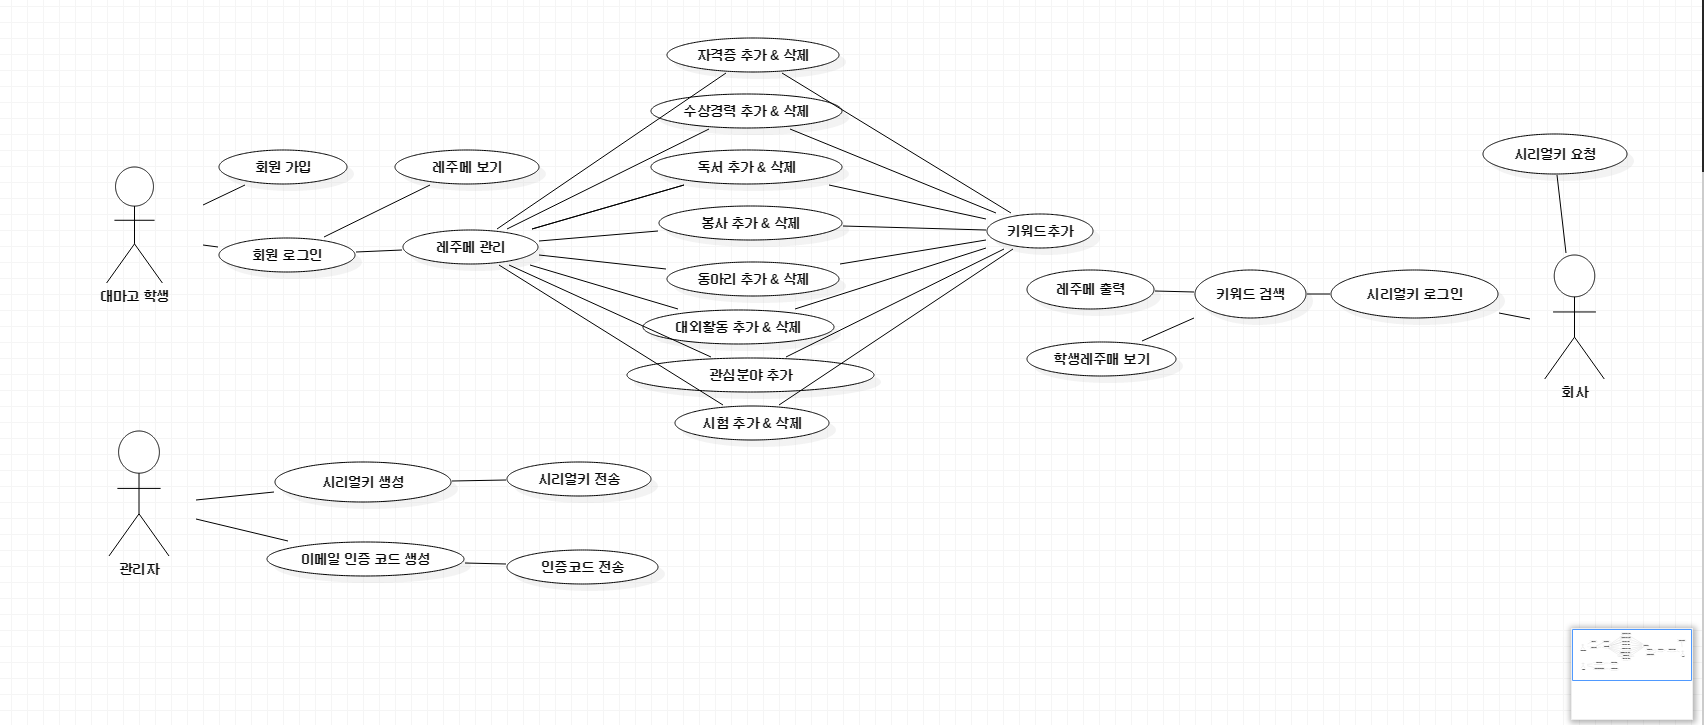 자격증 추가 & 삭제
수상경력 추가 & 삭제
회원 가입
레주메 보기
독서 추가 & 삭제
시리얼키 요청
봉사 추가 & 삭제
키워드추가
회원 로그인
레주메 관리
동아리 추가 & 삭제
대마고 학생
레주메 출력
키워드 검색
시리얼키 로그인
대외활동 추가 & 삭제
학생레주매 보기
관심분야 추가
회사
시험 추가 & 삭제
시리얼키 생성
시리얼키 전송
이메일 인증 코드 생성
인증코드 전송
관리자